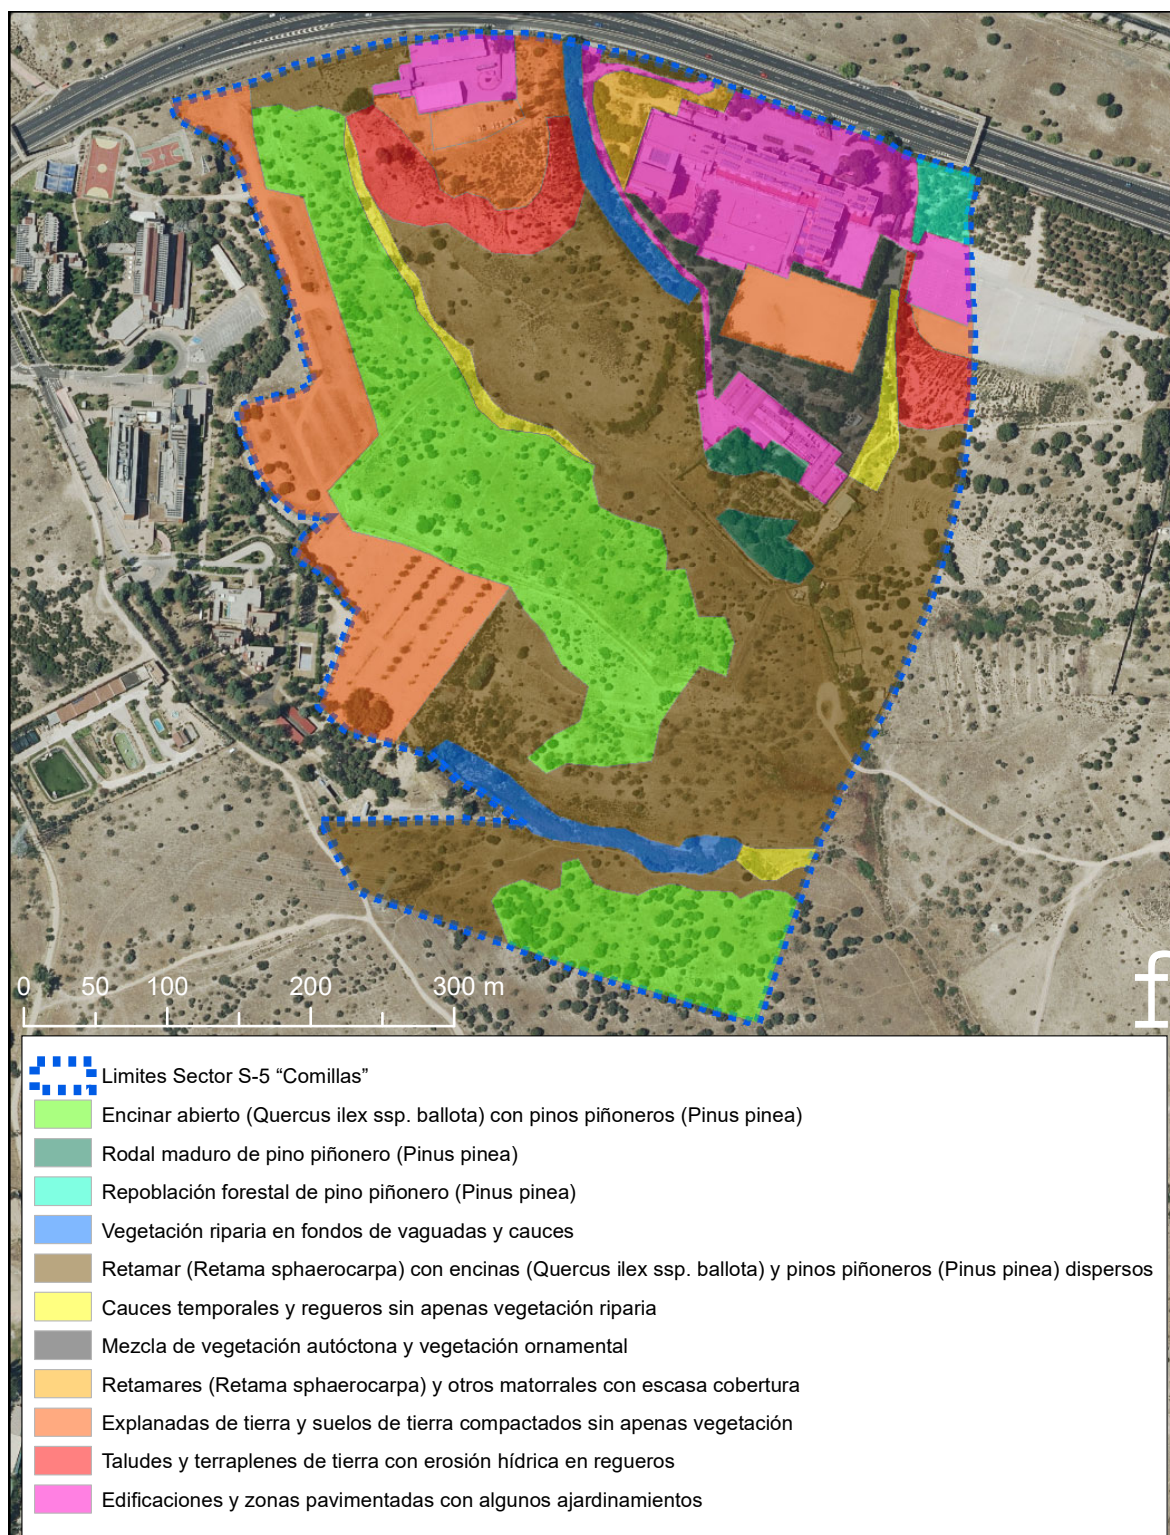 f
0 50 100 200 300 m
Limites Sector S-5 “Comillas”
Encinar abierto (Quercus ilex ssp. ballota) con pinos piñoneros (Pinus pinea)
Rodal maduro de pino piñonero (Pinus pinea)
Repoblación forestal de pino piñonero (Pinus pinea)
Vegetación riparia en fondos de vaguadas y cauces
Retamar (Retama sphaerocarpa) con encinas (Quercus ilex ssp. ballota) y pinos piñoneros (Pinus pinea) dispersos
Cauces temporales y regueros sin apenas vegetación riparia
Mezcla de vegetación autóctona y vegetación ornamental
Retamares (Retama sphaerocarpa) y otros matorrales con escasa cobertura
Explanadas de tierra y suelos de tierra compactados sin apenas vegetación
Taludes y terraplenes de tierra con erosión hídrica en regueros
Edificaciones y zonas pavimentadas con algunos ajardinamientos